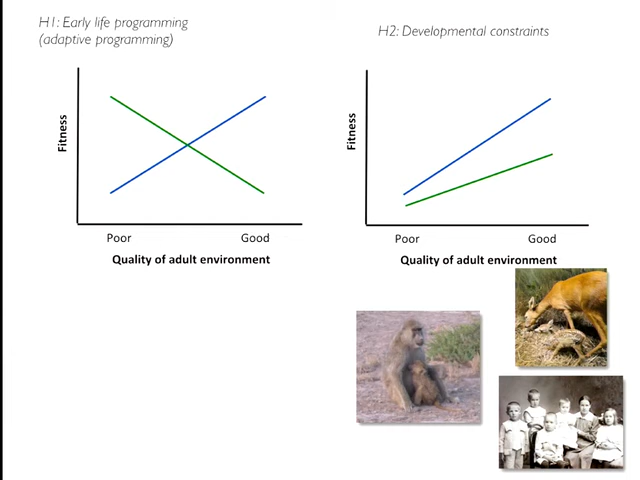 H1: Early life programming
(adaptive programming)
Fitness
Poor
Good
Quality of adult environment
H2: Developmental constraints
Fitness
Poor
Good
Quality of adult environment